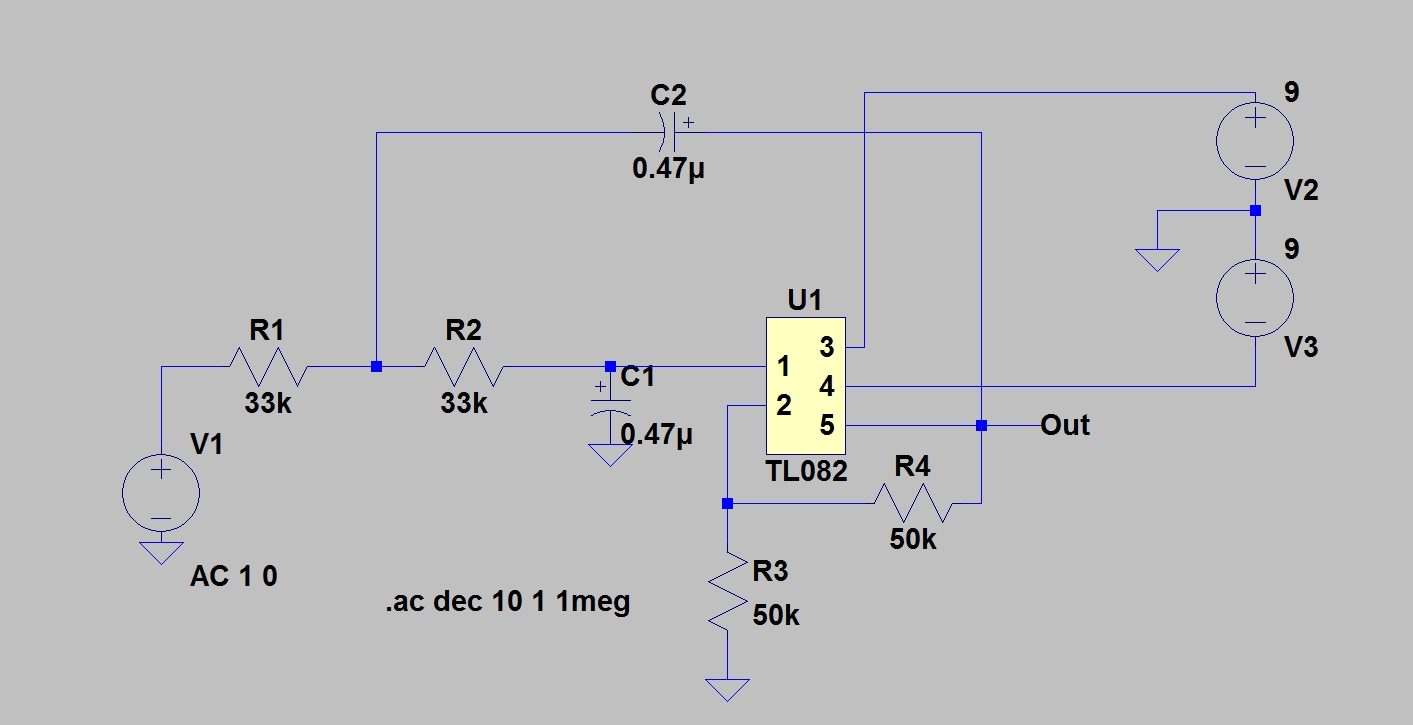 C2
+
0.47µ
9
V2
9
V3
U1
R1
33k
R2
33k
+
C1
0.47µ
1
2
3
4
5
TL082
Out
V1
AC 1 0
R4
50k
R3
50k
.ac dec 10 1 1meg